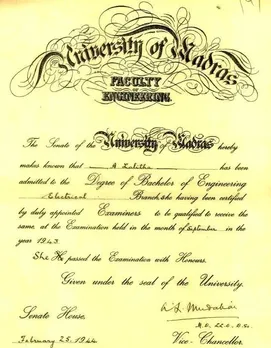 University of Madras
FACULTY
OF
ENGINEERING.
The Senate of the University of Madras hereby
makes known that A Lalitha has been
admitted to the Degree of Bachelor of Engineering
Electrical Branch, she having been certified
by duly appointed Examiners to be qualified to receive the
same, at the Examination held in the month of September in the
year 1943
She He passed the Examination with Honours.
Given under the seal of the University.
A L Mudaliar
Senate House,
February 25, 1944
Vice-Chancellor.